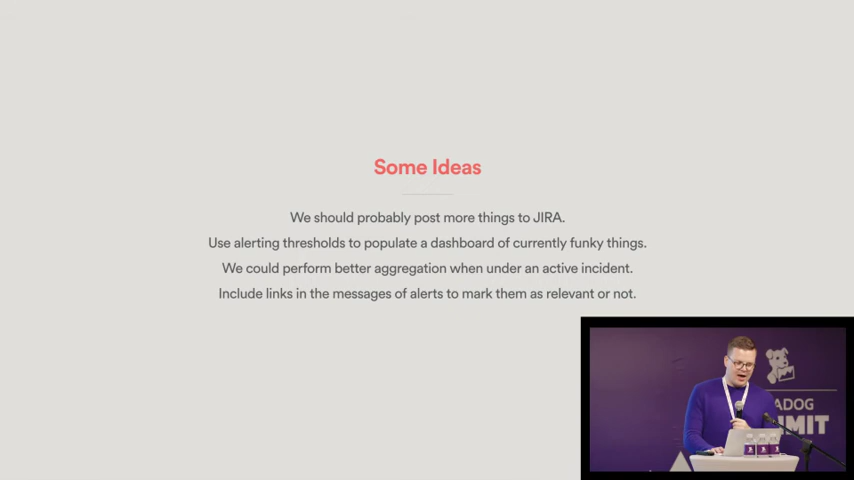 Some Ideas
We should probably post more things to JIRA.
Use alerting thresholds to populate a dashboard of currently funky things.
We could perform better aggregation when under an active incident.
Include links in the messages of alerts to mark them as relevant or not.
ADOG
MIT